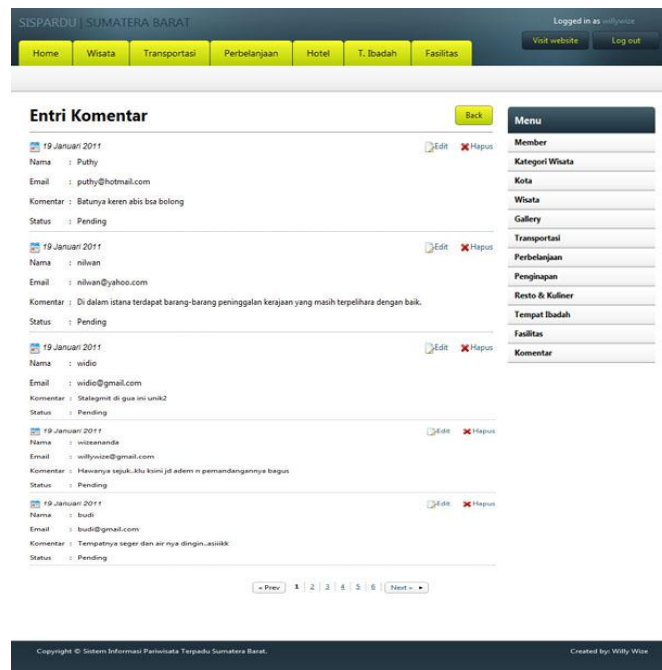 SISPARDU | SUMATERA BARAT
Logged in as willywize
Visit website Log out
Home Wisata Transportasi Perbelanjaan Hotel T. Ibadah Fasilitas
Entri Komentar
Back
19 Januari 2011 Edit Hapus
Nama : Puthy
Email : puthy@hotmail.com
Komentar : Batunya keren abis bsa bolong
Status : Pending
19 Januari 2011 Edit Hapus
Nama : nilwan
Email : nilwan@yahoo.com
Komentar : Di dalam istana terdapat barang-barang peninggalan kerajaan yang masih terpelihara dengan baik.
Status : Pending
19 Januari 2011 Edit Hapus
Nama : widio
Email : widio@gmail.com
Komentar : Stalagmit di gua ini unik2
Status : Pending
19 Januari 2011 Edit Hapus
Nama : wizeananda
Email : willywize@gmail.com
Komentar : Hawanya sejuk..klu ksini jd adem n pemandangannya bagus
Status : Pending
19 Januari 2011 Edit Hapus
Nama : budi
Email : budi@gmail.com
Komentar : Tempatnya seger dan air nya dingin..asiiikk
Status : Pending
« Prev 1 | 2 | 3 | 4 | 5 | 6 | Next »
Menu
Member
Kategori Wisata
Kota
Wisata
Gallery
Transportasi
Perbelanjaan
Penginapan
Resto & Kuliner
Tempat Ibadah
Fasilitas
Komentar
Copyright © Sistem Informasi Pariwisata Terpadu Sumatera Barat.
Created by: Willy Wize